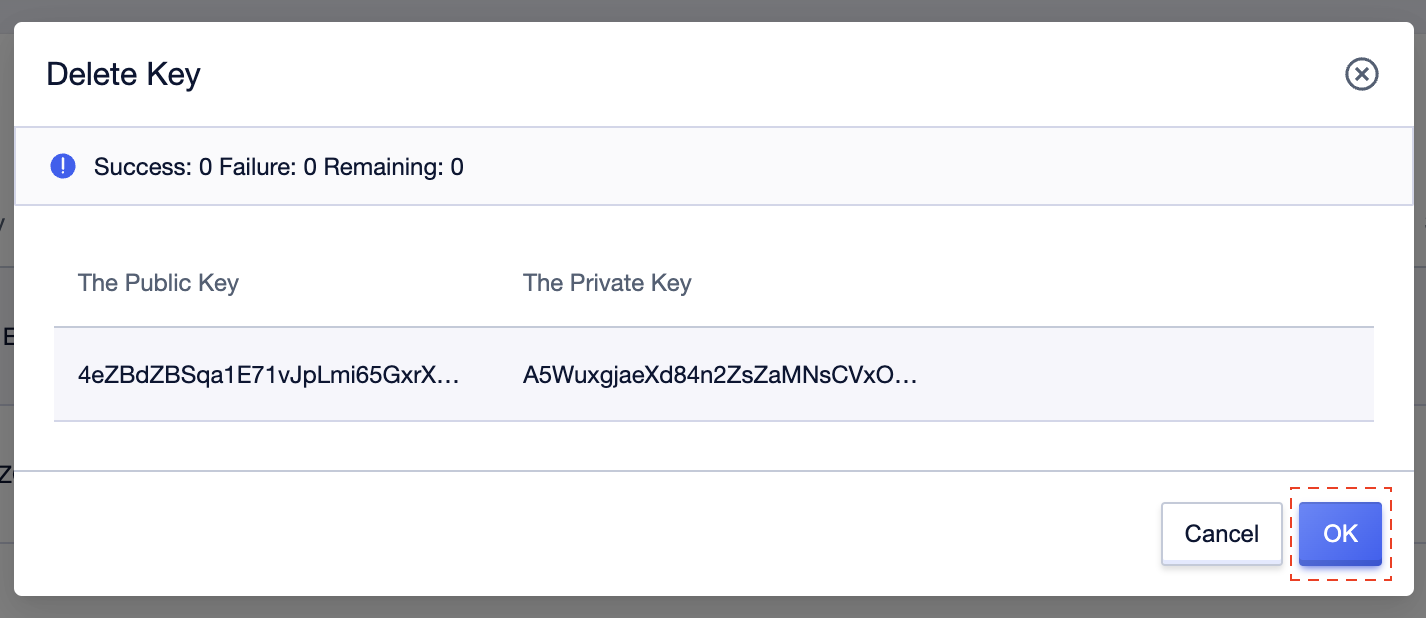 Delete Key
Success: 0 Failure: 0 Remaining: 0
The Public Key The Private Key
4eZBdZBSqa1E71vJpLmi65GxrX... A5WuxgjaeXd84n2ZsZaMNsCVxO...
Cancel OK